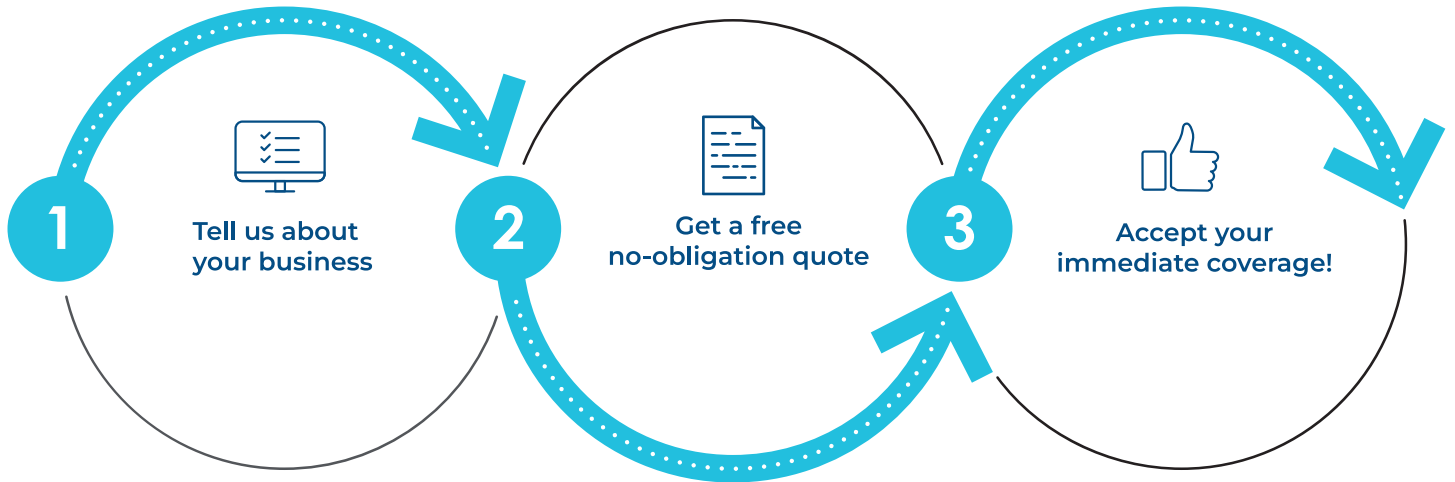 1
Tell us about
your business
2
Get a free
no-obligation quote
3
Accept your
immediate coverage!